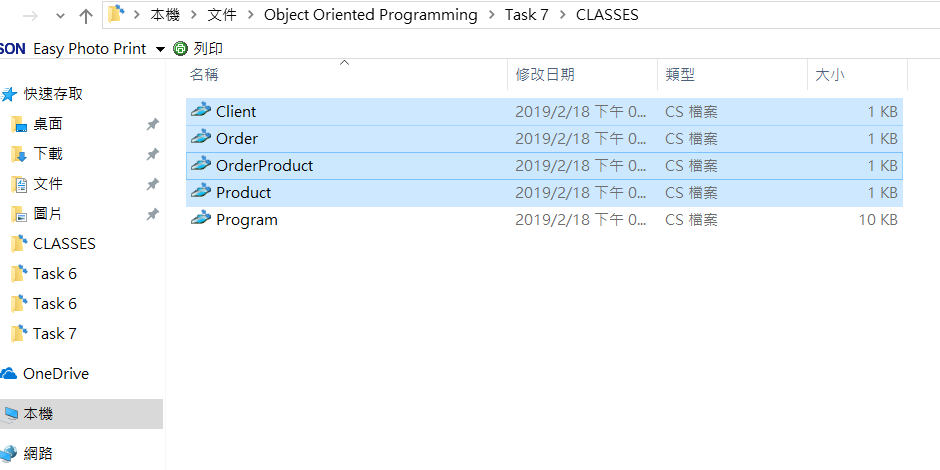 本機 > 文件 > Object Oriented Programming > Task 7 > CLASSES
SON Easy Photo Print 列印
名稱 修改日期 類型 大小
快速存取
桌面
下載
文件
圖片
CLASSES
Task 6
Task 6
Task 7
OneDrive
本機
網路
Client 2019/2/18 下午 0... CS 檔案 1 KB
Order 2019/2/18 下午 0... CS 檔案 1 KB
OrderProduct 2019/2/18 下午 0... CS 檔案 1 KB
Product 2019/2/18 下午 0... CS 檔案 1 KB
Program 2019/2/18 下午 0... CS 檔案 10 KB